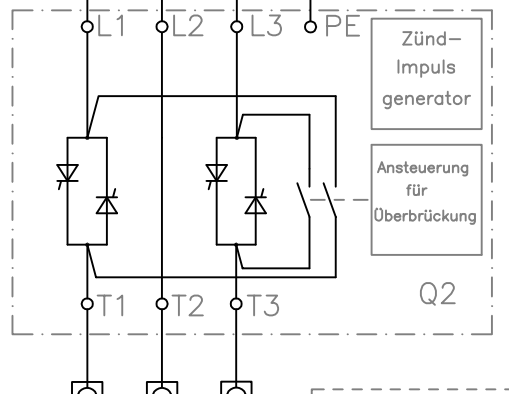 L1 L2 L3 PE
Zünd-
Impuls
generator
Ansteuerung
für
Überbrückung
Q2
T1 T2 T3